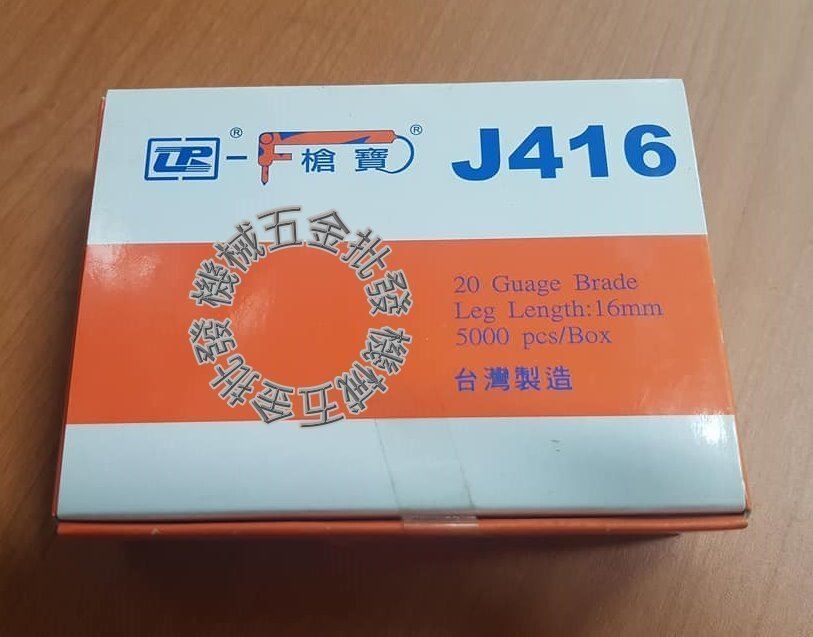 UP®-槍寶® J416
機械五金批發 機械五金批發
20 Guage Brade
Leg Length:16mm
5000 pcs/Box
台灣製造